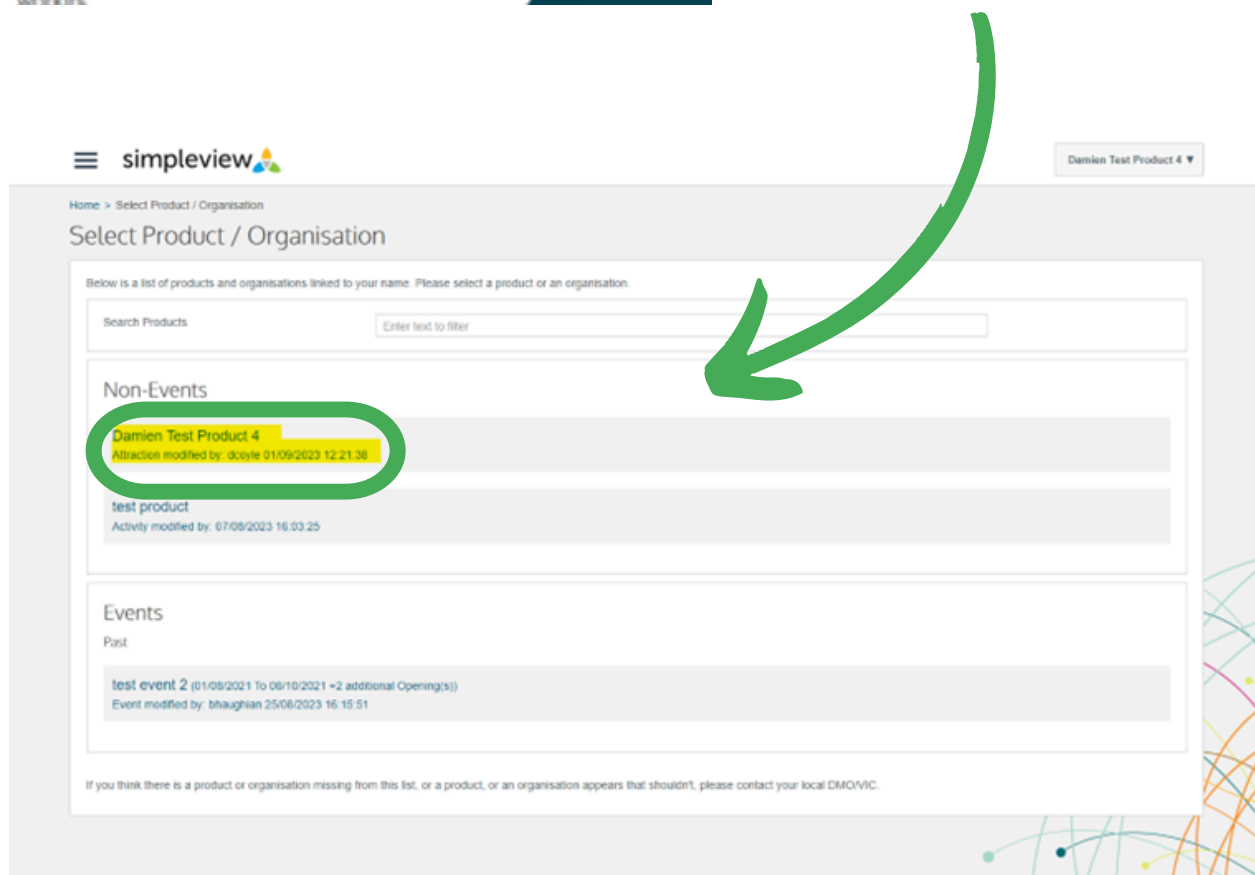 simpleview
Damien Test Product 4 ▼
Home > Select Product / Organisation
Select Product / Organisation
Below is a list of products and organisations linked to your name. Please select a product or an organisation.
Search Products
Enter text to filter
Non-Events
Damien Test Product 4
Attraction modified by: dcoyle 01/09/2023 12:21:38
test product
Activity modified by: 07/08/2023 16:03:25
Events
Past
test event 2 (01/08/2021 To 08/10/2021 +2 additional Opening(s))
Event modified by: bhaughian 25/08/2023 16:15:51
If you think there is a product or organisation missing from this list, or a product, or an organisation appears that shouldn't, please contact your local DMO/VIC.